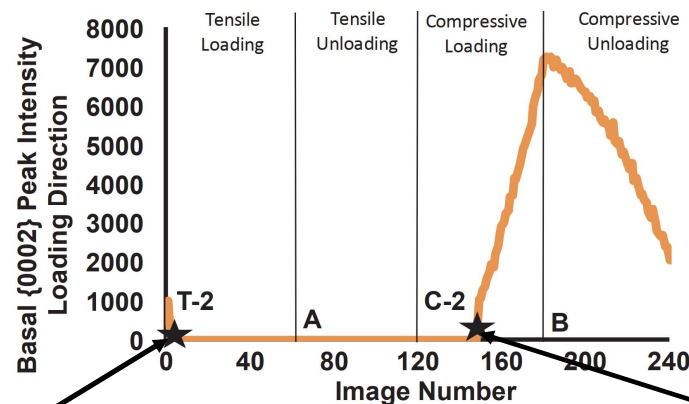 Tensile Loading
Tensile Unloading
Compressive Loading
Compressive Unloading
Basal {0002} Peak Intensity
Loading Direction
8000
7000
6000
5000
4000
3000
2000
1000
0
T-2
A
C-2
B
0 40 80 120 160 200 240
Image Number